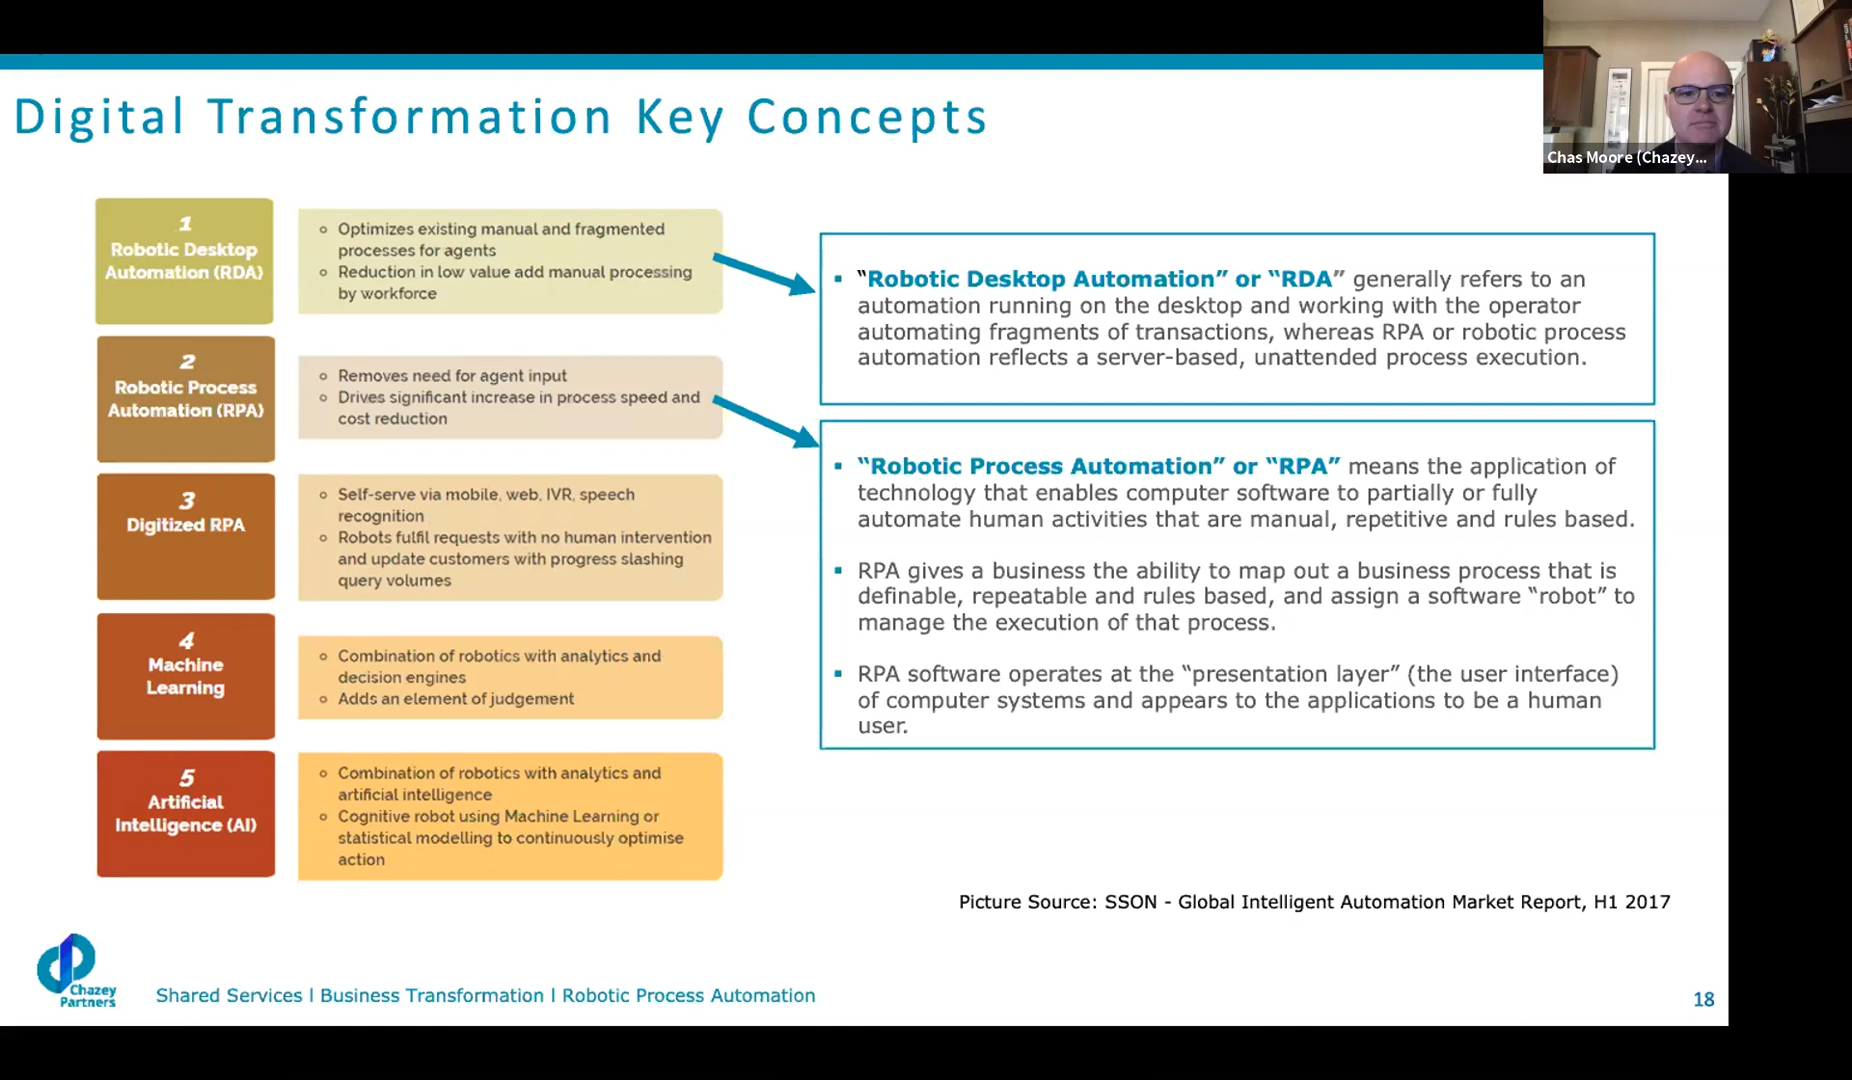 Digital Transformation Key Concepts
Chas Moore (Chazey...
1
Robotic Desktop
Automation (RDA)
Optimizes existing manual and fragmented
processes for agents
Reduction in low value add manual processing
by workforce
2
Robotic Process
Automation (RPA)
Removes need for agent input
Drives significant increase in process speed and
cost reduction
3
Digitized RPA
Self-serve via mobile, web, IVR, speech
recognition
Robots fulfil requests with no human intervention
and update customers with progress slashing
query volumes
4
Machine
Learning
Combination of robotics with analytics and
decision engines
Adds an element of judgement
5
Artificial
Intelligence (AI)
Combination of robotics with analytics and
artificial intelligence
Cognitive robot using Machine Learning or
statistical modelling to continuously optimise
action
“Robotic Desktop Automation” or “RDA” generally refers to an
automation running on the desktop and working with the operator
automating fragments of transactions, whereas RPA or robotic process
automation reflects a server-based, unattended process execution.
“Robotic Process Automation” or “RPA” means the application of
technology that enables computer software to partially or fully
automate human activities that are manual, repetitive and rules based.
RPA gives a business the ability to map out a business process that is
definable, repeatable and rules based, and assign a software “robot” to
manage the execution of that process.
RPA software operates at the “presentation layer” (the user interface)
of computer systems and appears to the applications to be a human
user.
Picture Source: SSON - Global Intelligent Automation Market Report, H1 2017
Chazey
Partners
Shared Services l Business Transformation l Robotic Process Automation
18